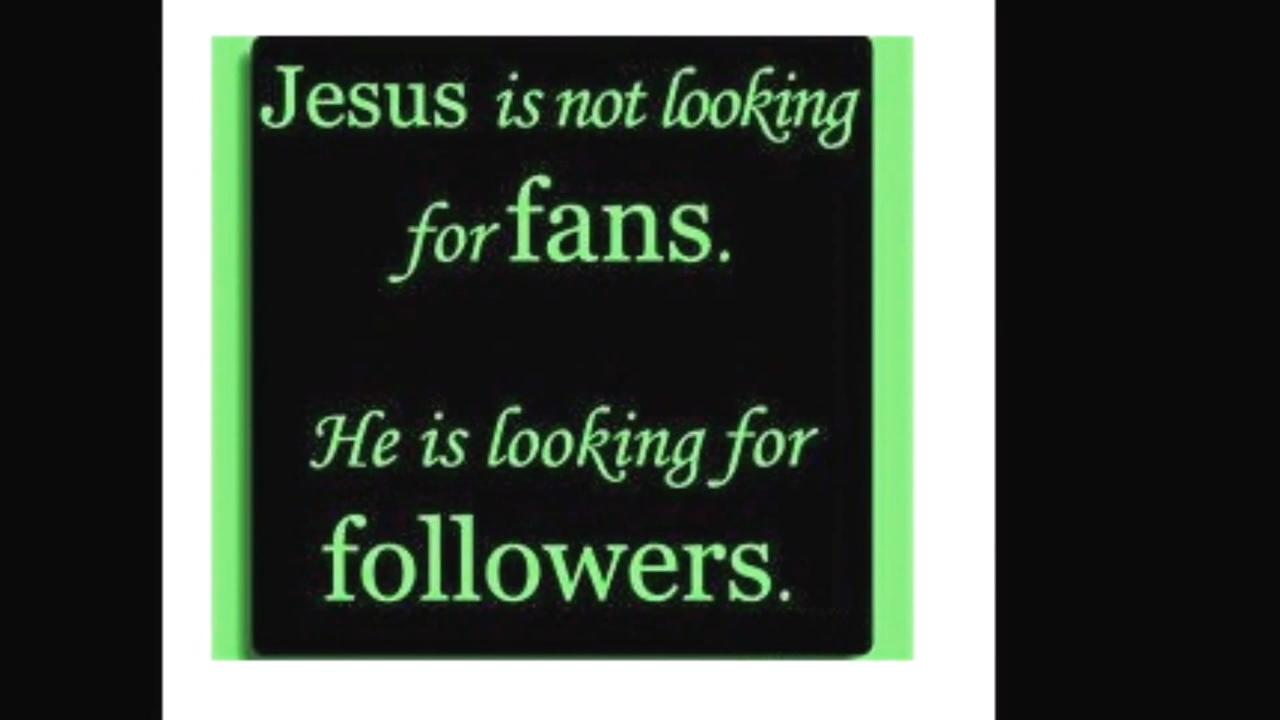 Jesus is not looking
for fans.
He is looking for
followers.